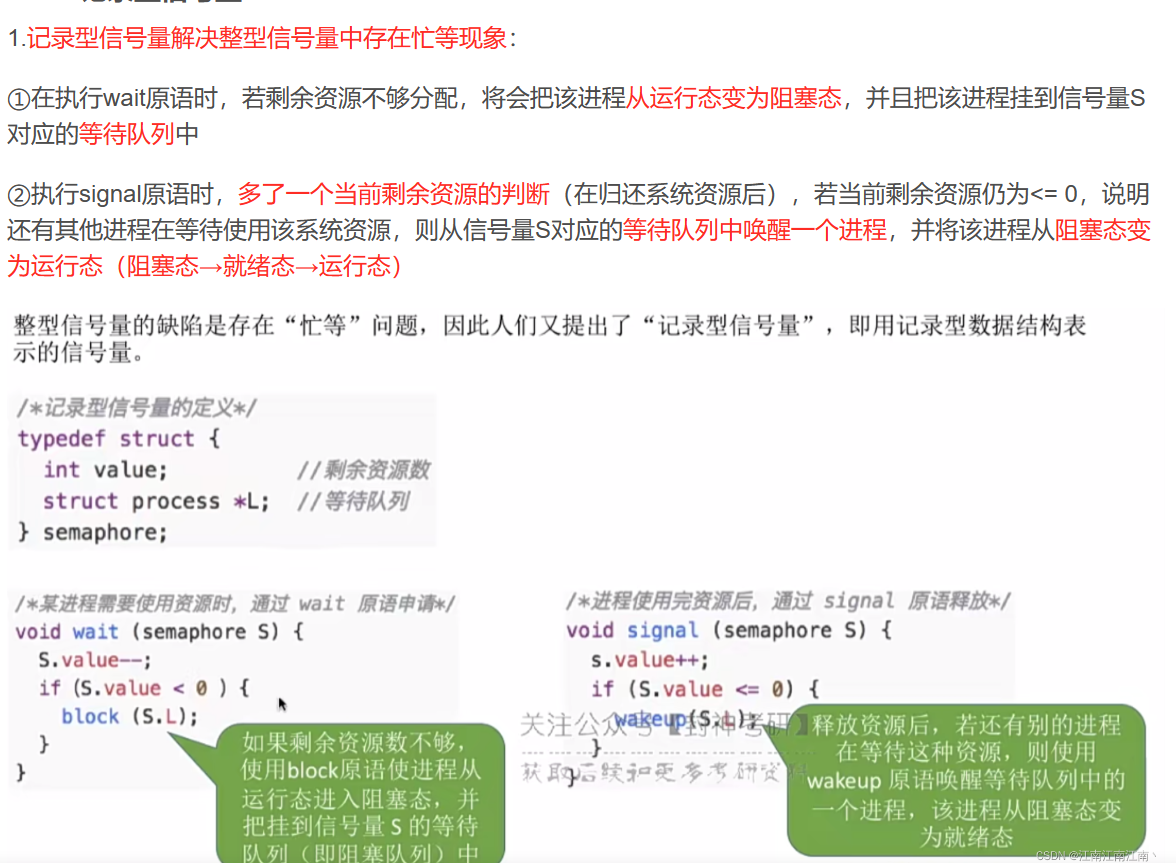 1.记录型信号量解决整型信号量中存在忙等现象：
①在执行wait原语时，若剩余资源不够分配，将会把该进程从运行态变为阻塞态，并且把该进程挂到信号量S
对应的等待队列中
②执行signal原语时，多了一个当前剩余资源的判断（在归还系统资源后），若当前剩余资源仍为<= 0，说明
还有其他进程在等待使用该系统资源，则从信号量S对应的等待队列中唤醒一个进程，并将该进程从阻塞态变
为运行态（阻塞态→就绪态→运行态）
整型信号量的缺陷是存在“忙等”问题，因此人们又提出了“记录型信号量”，即用记录型数据结构表
示的信号量。
/*记录型信号量的定义*/
typedef struct {
int value; //剩余资源数
struct process *L; //等待队列
} semaphore;
/*某进程需要使用资源时，通过 wait 原语申请*/
void wait (semaphore S) {
S.value--;
if (S.value < 0 ) {
block (S.L);
}
}
如果剩余资源数不够，
使用block原语使进程从
运行态进入阻塞态，并
把挂到信号量 S 的等待
队列（即阻塞队列）中
/*进程使用完资源后，通过 signal 原语释放*/
void signal (semaphore S) {
s.value++;
if (S.value <= 0) {
wakeup(S.L);
}
}
关注公众号
获取后续和更多考研资料
释放资源后，若还有别的进程
在等待这种资源，则使用
wakeup 原语唤醒等待队列中的
一个进程，该进程从阻塞态变
为就绪态
CSDN @江南江南江南丶